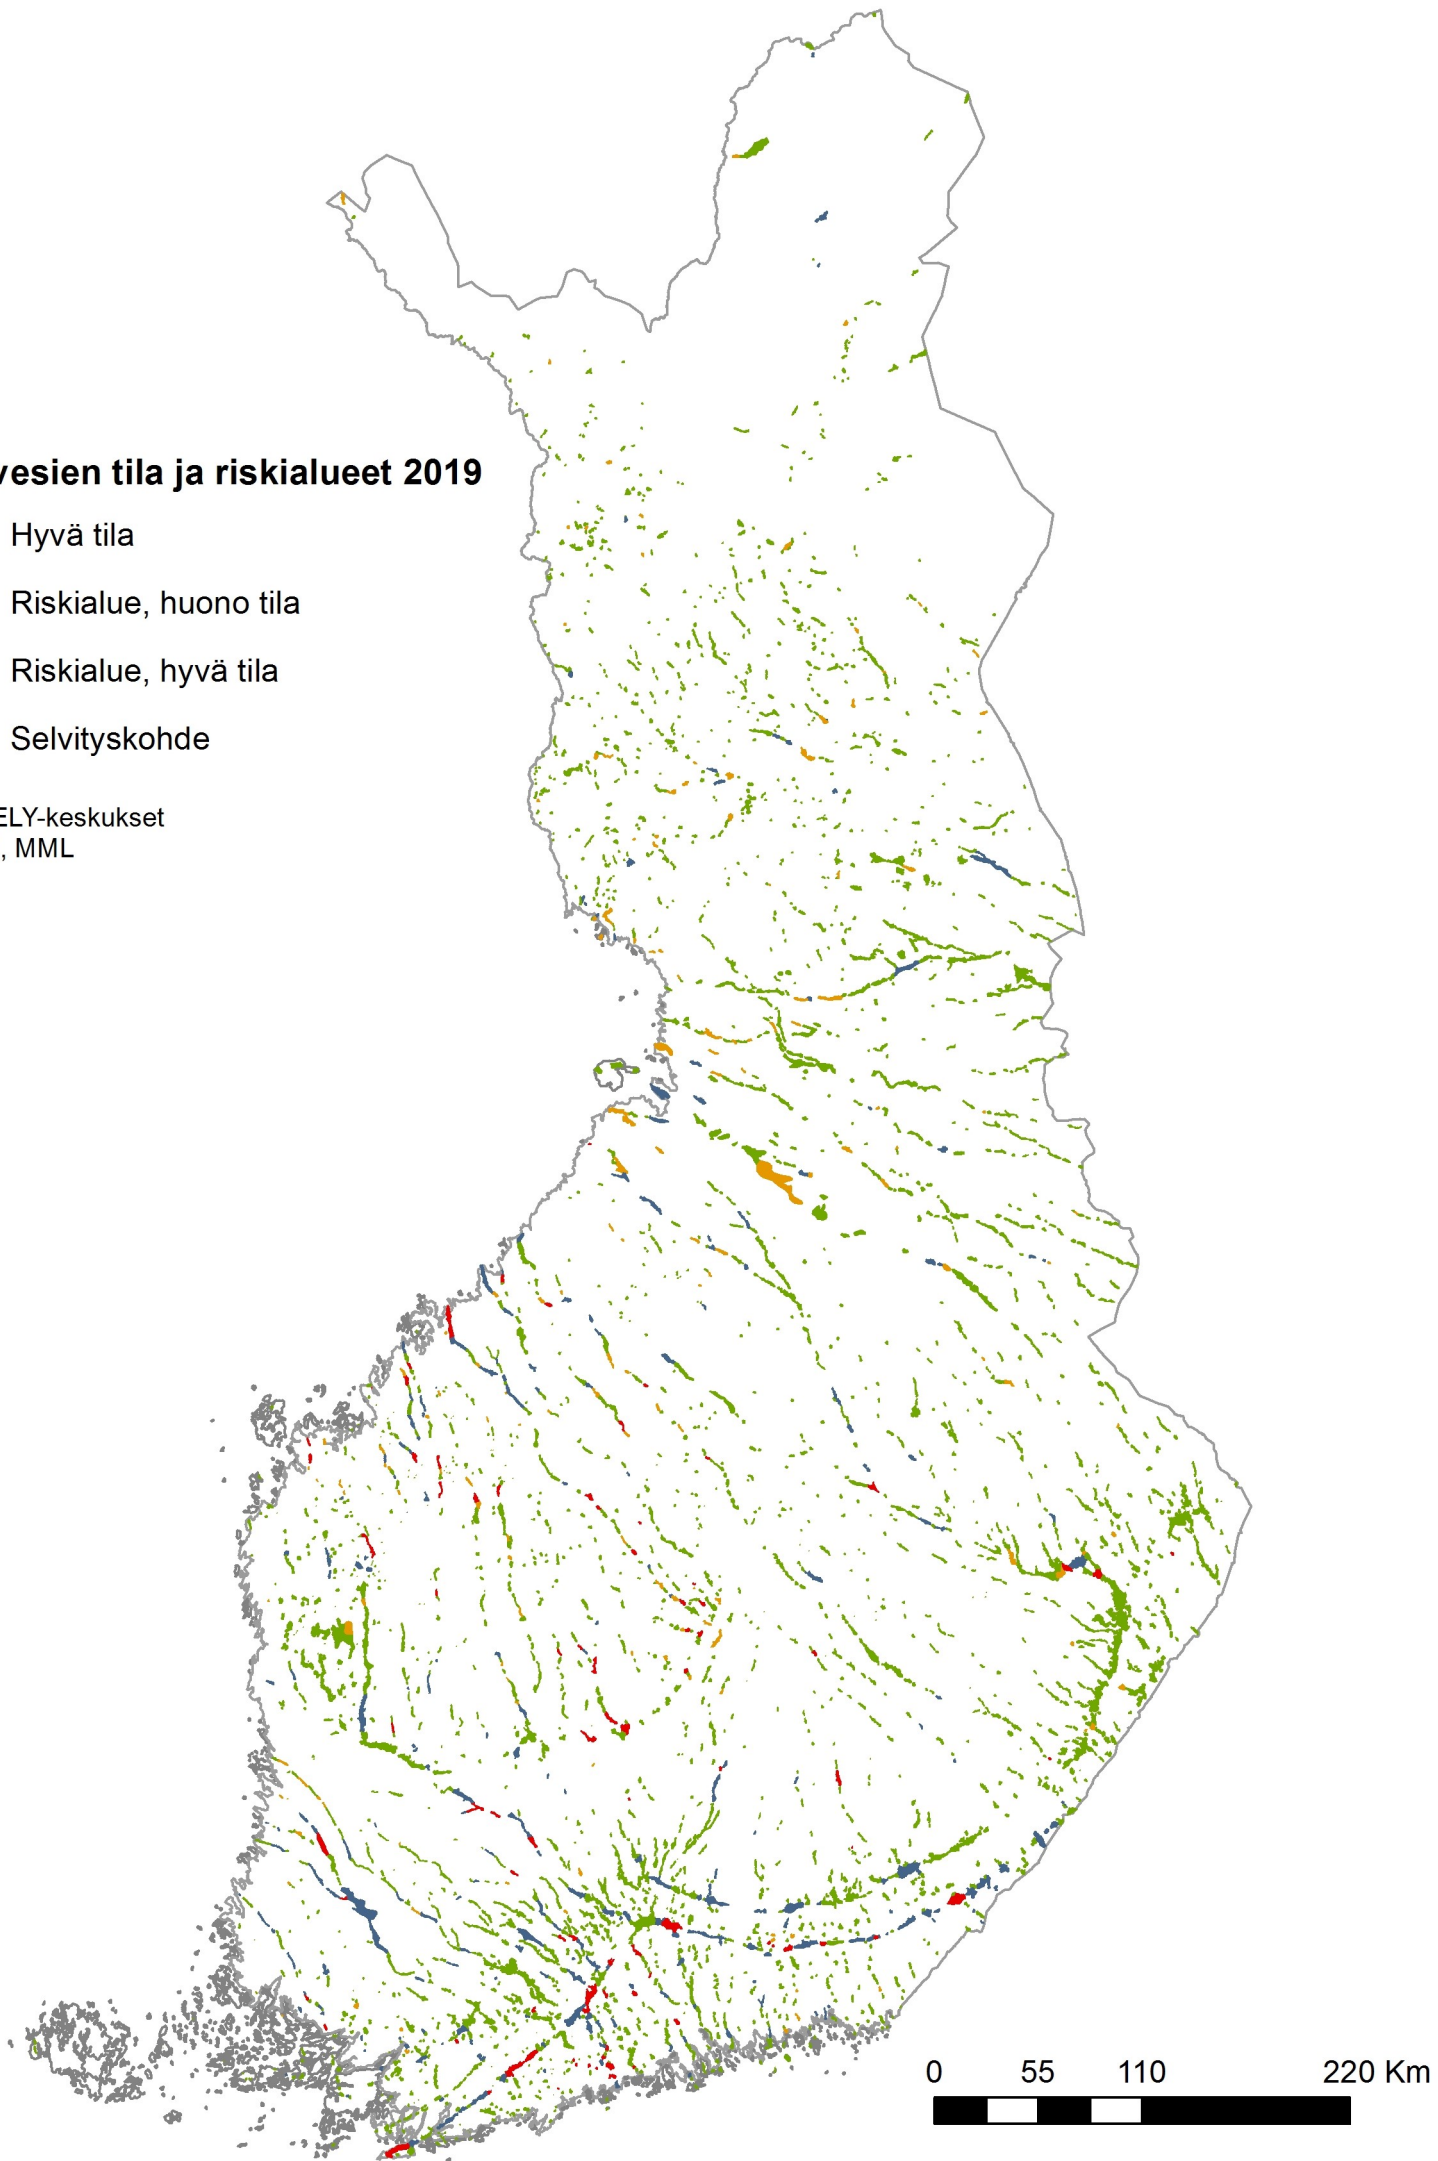 vesien tila ja riskialueet 2019
Hyvä tila
Riskialue, huono tila
Riskialue, hyvä tila
Selvityskohde
ELY-keskukset
, MML
0 55 110 220 Km